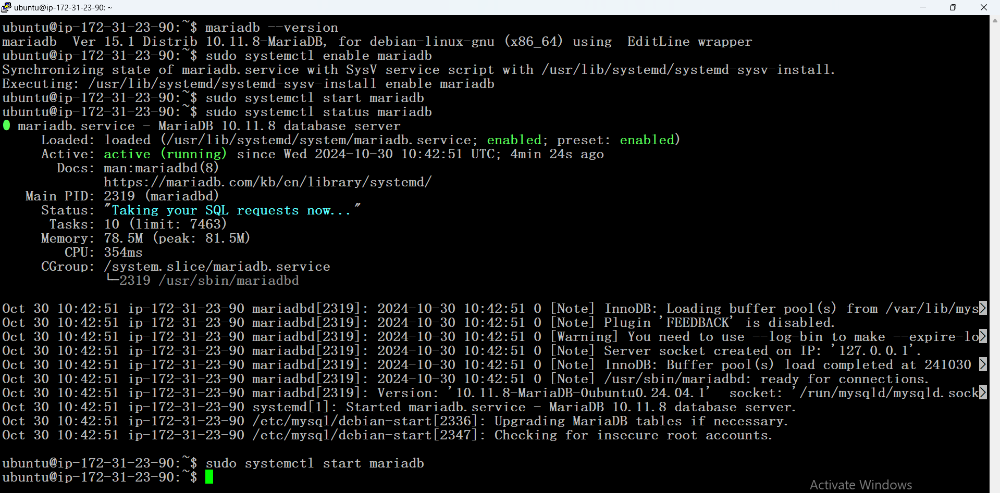 ubuntu@ip-172-31-23-90: ~
ubuntu@ip-172-31-23-90:~$ mariadb --version
mariadb  Ver 15.1 Distrib 10.11.8-MariaDB, for debian-linux-gnu (x86_64) using  EditLine wrapper
ubuntu@ip-172-31-23-90:~$ sudo systemctl enable mariadb
Synchronizing state of mariadb.service with SysV service script with /usr/lib/systemd/systemd-sysv-install.
Executing: /usr/lib/systemd/systemd-sysv-install enable mariadb
ubuntu@ip-172-31-23-90:~$ sudo systemctl start mariadb
ubuntu@ip-172-31-23-90:~$ sudo systemctl status mariadb
● mariadb.service - MariaDB 10.11.8 database server
     Loaded: loaded (/usr/lib/systemd/system/mariadb.service; enabled; preset: enabled)
     Active: active (running) since Wed 2024-10-30 10:42:51 UTC; 4min 24s ago
       Docs: man:mariadbd(8)
             https://mariadb.com/kb/en/library/systemd/
   Main PID: 2319 (mariadbd)
     Status: "Taking your SQL requests now..."
      Tasks: 10 (limit: 7463)
     Memory: 78.5M (peak: 81.5M)
        CPU: 354ms
     CGroup: /system.slice/mariadb.service
             └─2319 /usr/sbin/mariadbd
Oct 30 10:42:51 ip-172-31-23-90 mariadbd[2319]: 2024-10-30 10:42:51 0 [Note] InnoDB: Loading buffer pool(s) from /var/lib/mys>
Oct 30 10:42:51 ip-172-31-23-90 mariadbd[2319]: 2024-10-30 10:42:51 0 [Note] Plugin 'FEEDBACK' is disabled.
Oct 30 10:42:51 ip-172-31-23-90 mariadbd[2319]: 2024-10-30 10:42:51 0 [Warning] You need to use --log-bin to make --expire-lo>
Oct 30 10:42:51 ip-172-31-23-90 mariadbd[2319]: 2024-10-30 10:42:51 0 [Note] Server socket created on IP: '127.0.0.1'.
Oct 30 10:42:51 ip-172-31-23-90 mariadbd[2319]: 2024-10-30 10:42:51 0 [Note] InnoDB: Buffer pool(s) load completed at 241030 >
Oct 30 10:42:51 ip-172-31-23-90 mariadbd[2319]: 2024-10-30 10:42:51 0 [Note] /usr/sbin/mariadbd: ready for connections.
Oct 30 10:42:51 ip-172-31-23-90 mariadbd[2319]: Version: '10.11.8-MariaDB-0ubuntu0.24.04.1'  socket: '/run/mysqld/mysqld.sock>
Oct 30 10:42:51 ip-172-31-23-90 systemd[1]: Started mariadb.service - MariaDB 10.11.8 database server.
Oct 30 10:42:51 ip-172-31-23-90 /etc/mysql/debian-start[2336]: Upgrading MariaDB tables if necessary.
Oct 30 10:42:51 ip-172-31-23-90 /etc/mysql/debian-start[2347]: Checking for insecure root accounts.
ubuntu@ip-172-31-23-90:~$ sudo systemctl start mariadb
ubuntu@ip-172-31-23-90:~$
Activate Windows